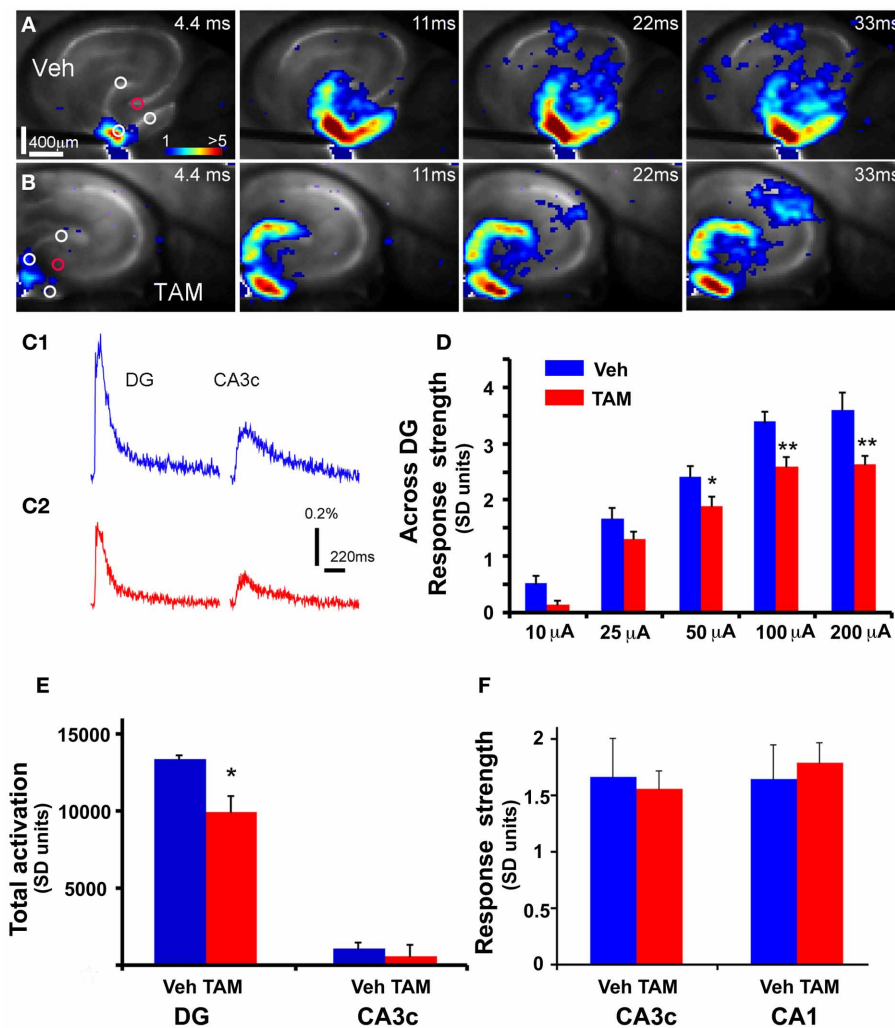 A
4.4 ms
11ms
22ms
33ms
Veh
400μm
1
>5
B
4.4 ms
11ms
22ms
33ms
TAM
C1
DG
CA3c
C2
0.2%
220ms
D
Veh
TAM
Across DG
Response strength
(SD units)
4
3
2
1
0
*
**
**
10 μA
25 μA
50 μA
100 μA
200 μA
E
Total activation
(SD units)
15000
10000
5000
*
Veh TAM
Veh TAM
DG
CA3c
F
Response strength
(SD units)
2
1.5
1
0.5
0
Veh TAM
Veh TAM
CA3c
CA1